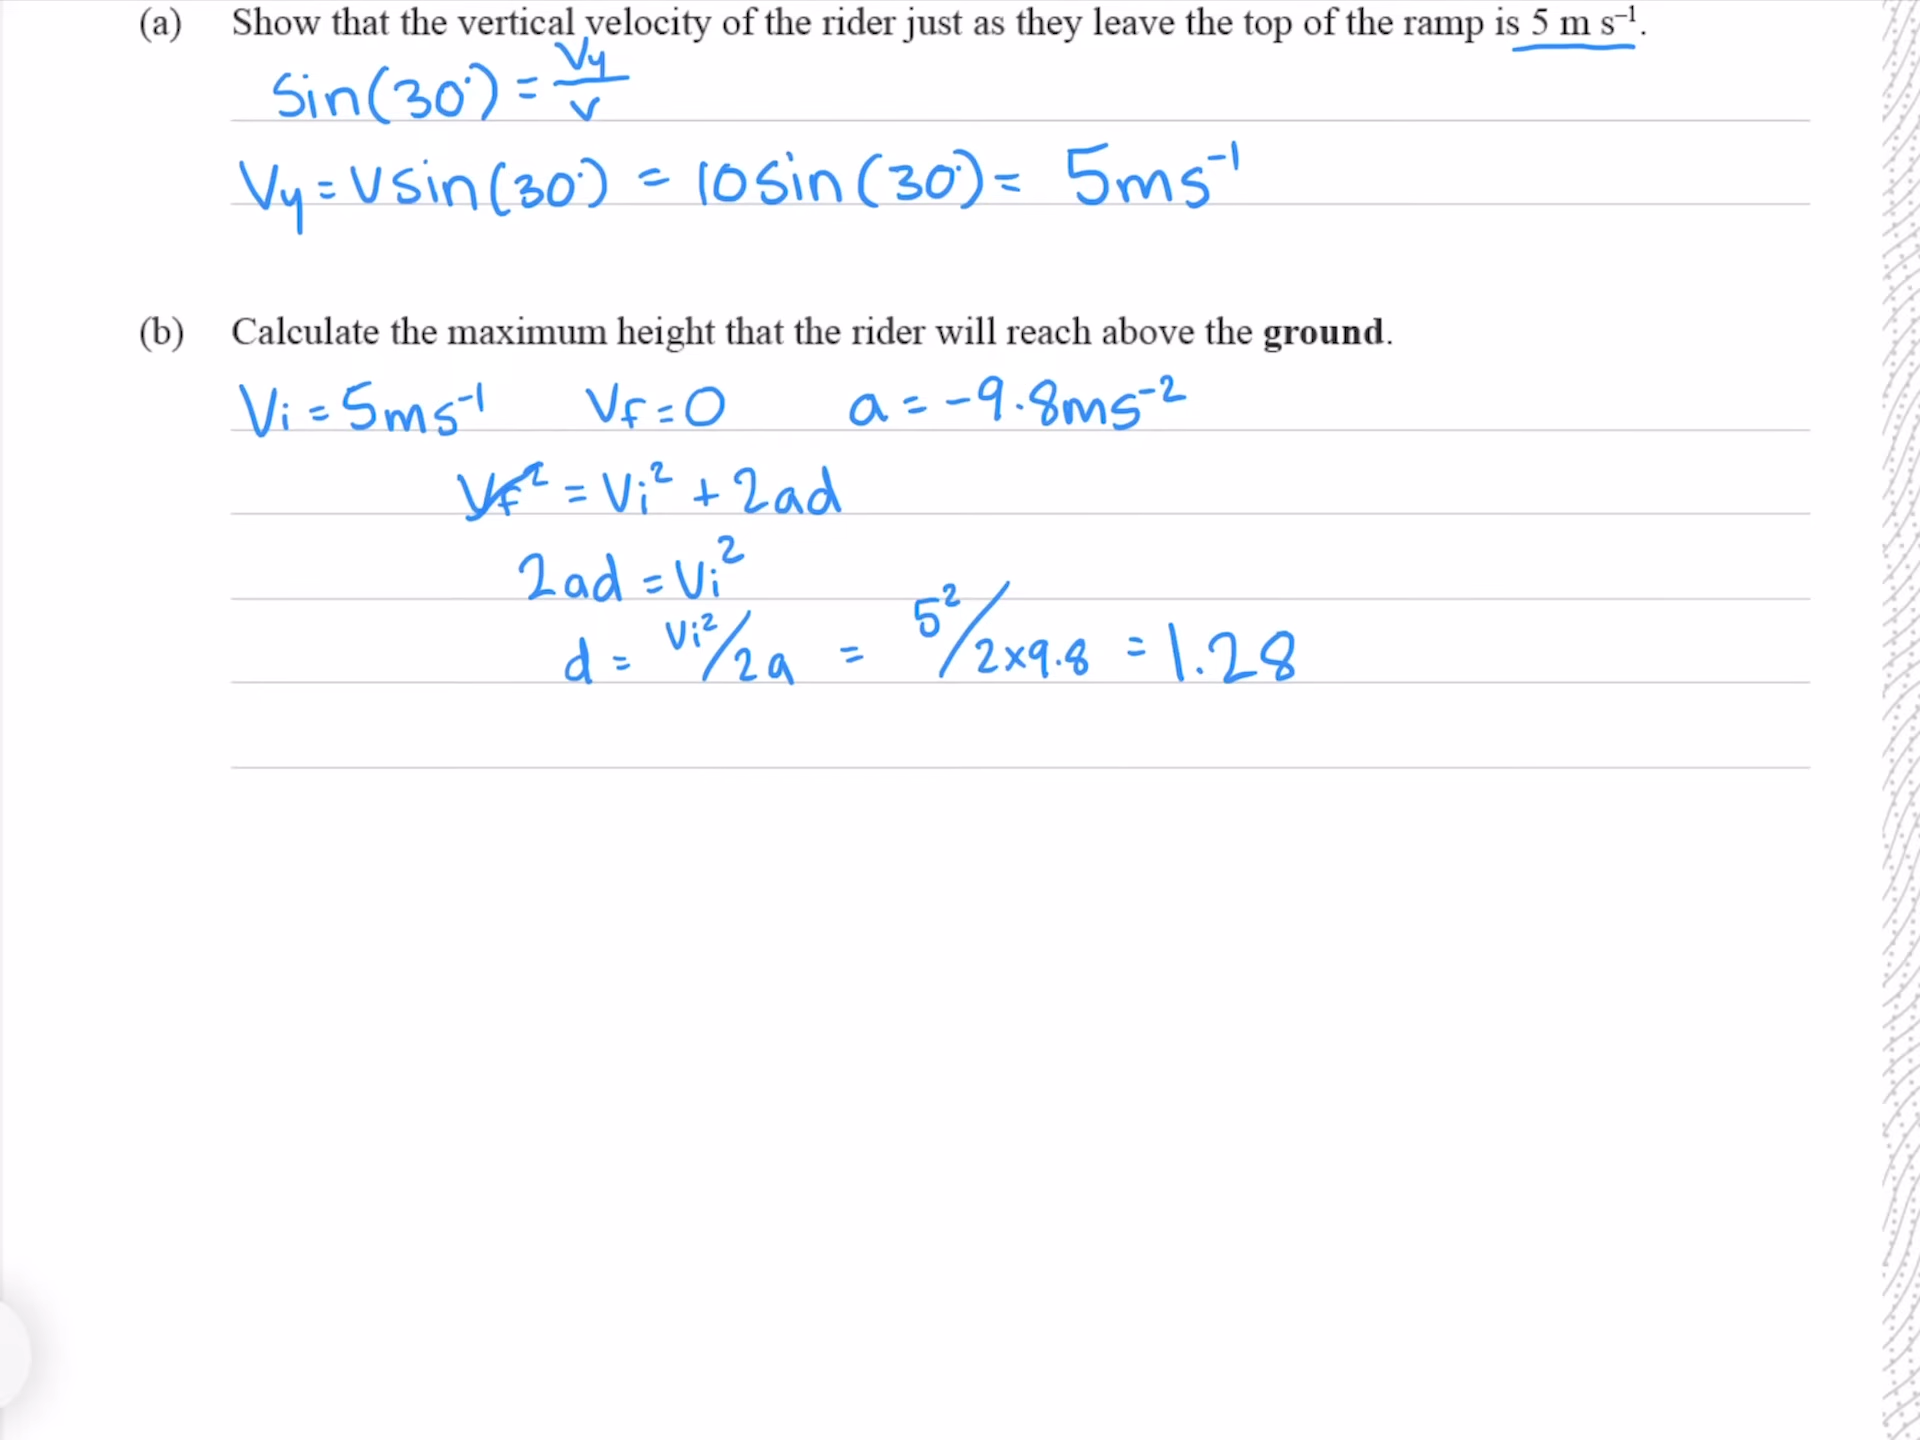 (a) Show that the vertical velocity of the rider just as they leave the top of the ramp is 5 m s⁻¹.
Sin(30°) = Vy/v
Vy = Vsin(30°) = 10Sin(30°) = 5ms⁻¹
(b) Calculate the maximum height that the rider will reach above the ground.
Vi = 5ms⁻¹ Vf = 0 a = -9.8ms⁻²
Vf² = Vi² + 2ad
2ad = Vi²
d = Vi²/2a = 5²/2×9.8 = 1.28